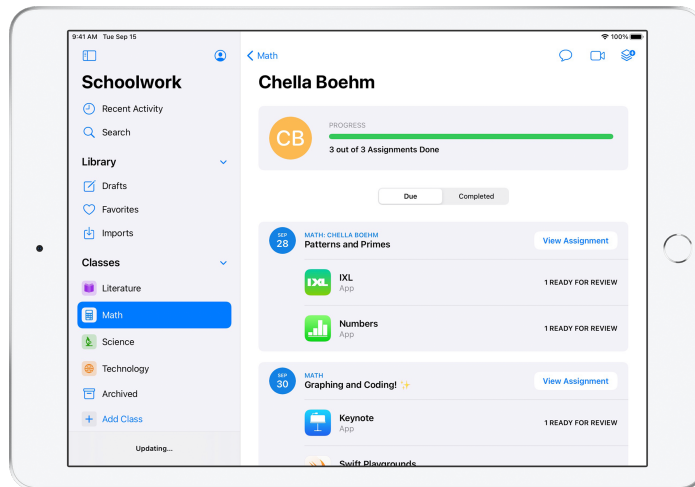 9:41 AM Tue Sep 15
100%
Schoolwork
Recent Activity
Search
Library
Drafts
Favorites
Imports
Classes
Literature
Math
Science
Technology
Archived
Add Class
Updating...
Math
Chella Boehm
CB
PROGRESS
3 out of 3 Assignments Done
Due
Completed
SEP
28
MATH: CHELLA BOEHM
Patterns and Primes
View Assignment
IXL
IXL
App
1 READY FOR REVIEW
Numbers
App
1 READY FOR REVIEW
SEP
30
MATH
Graphing and Coding! ✨
View Assignment
Keynote
App
1 READY FOR REVIEW
Swift Playgrounds